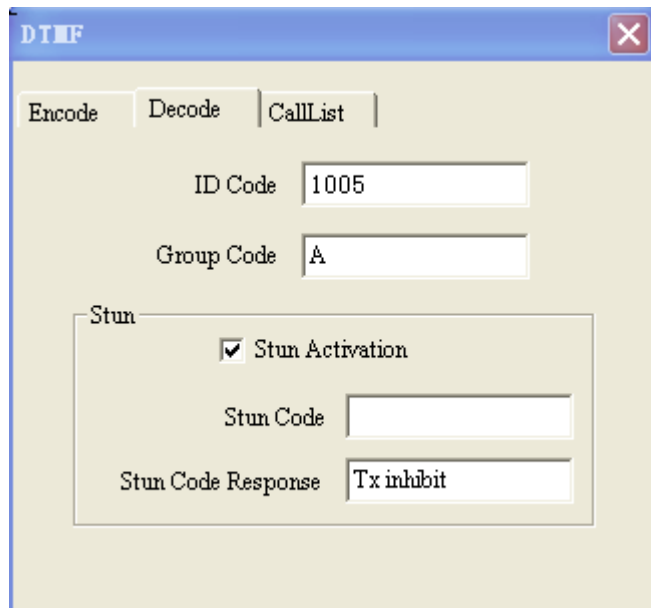 DTMF
Encode Decode CallList
ID Code 1005
Group Code A
Stun
Stun Activation
Stun Code
Stun Code Response Tx inhibit